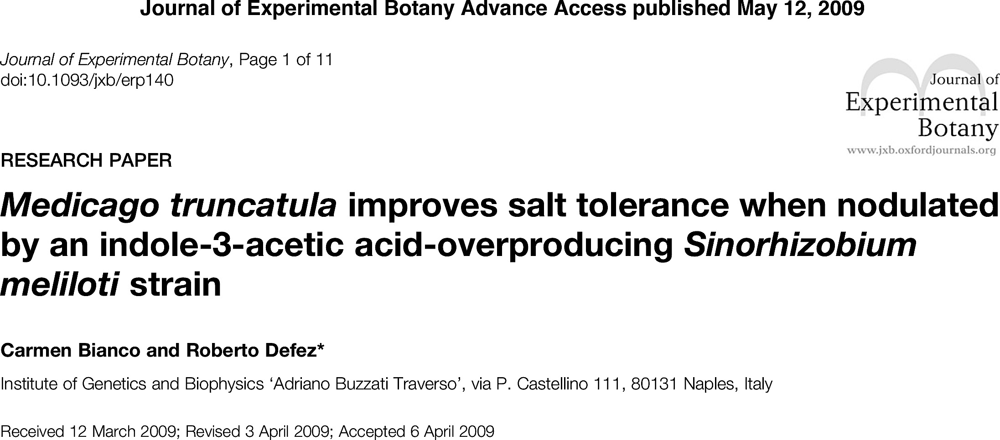 Journal of Experimental Botany Advance Access published May 12, 2009
Journal of Experimental Botany, Page 1 of 11
doi:10.1093/jxb/erp140
Journal of
Experimental
Botany
www.jxb.oxfordjournals.org
RESEARCH PAPER
Medicago truncatula improves salt tolerance when nodulated
by an indole-3-acetic acid-overproducing Sinorhizobium
meliloti strain
Carmen Bianco and Roberto Defez*
Institute of Genetics and Biophysics ‘Adriano Buzzati Traverso’, via P. Castellino 111, 80131 Naples, Italy
Received 12 March 2009; Revised 3 April 2009; Accepted 6 April 2009